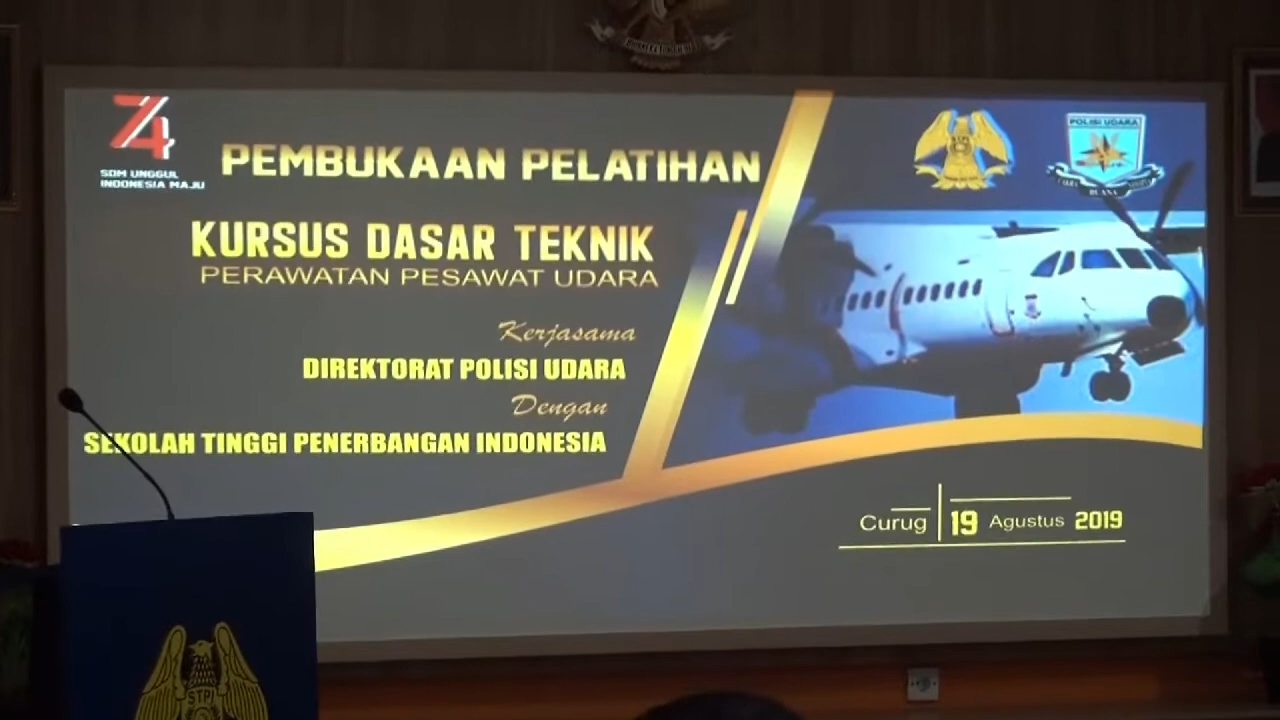 74
SDM UNGGUL
INDONESIA MAJU
PEMBUKAAN PELATIHAN
KURSUS DASAR TEKNIK
PERAWATAN PESAWAT UDARA
Kerjasama
DIREKTORAT POLISI UDARA
Dengan
SEKOLAH TINGGI PENERBANGAN INDONESIA
POLISI UDARA
BUANA
Curug 19 Agustus 2019
STPI